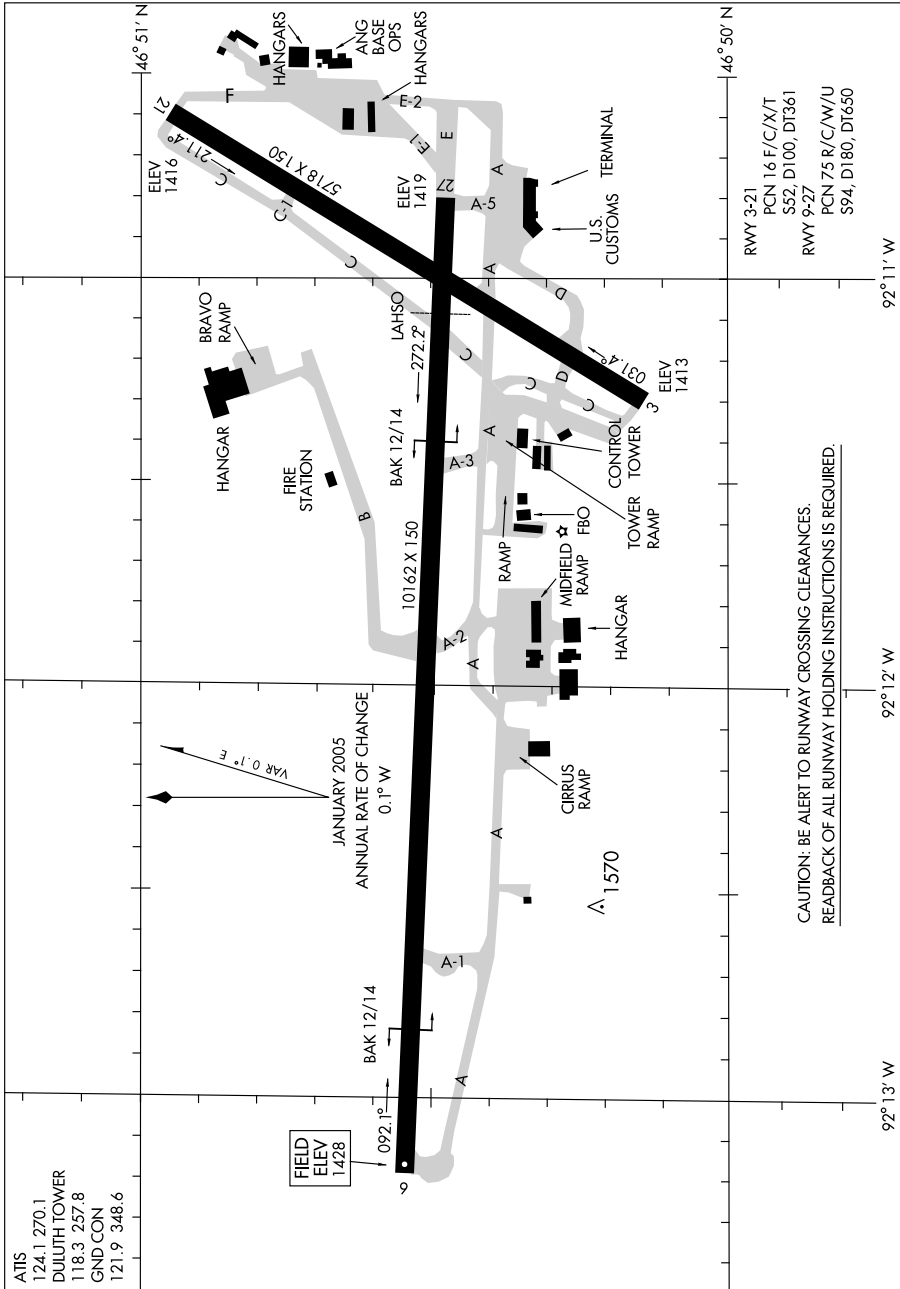 ATIS
124.1 270.1
DULUTH TOWER
118.3 257.8
GND CON
121.9 348.6
46° 51' N
46° 50' N
92° 11' W
92° 12' W
92° 13' W
JANUARY 2005
ANNUAL RATE OF CHANGE
0.1° W
VAR 0.1° E
FIELD
ELEV
1428
9
092.1°
BAK 12/14
A
A-1
A
1570
CIRRUS
RAMP
A
A-2
10162 X 150
B
FIRE
STATION
HANGAR
BRAVO
RAMP
MIDFIELD
RAMP
HANGAR
RAMP
FBO
CONTROL
TOWER
TOWER
RAMP
A-3
A
BAK 12/14
272.2°
LAHSO
C
C
C
D
D
3
031.4°
ELEV
1413
A
A-5
A
27
ELEV
1419
E
E-1
E-2
HANGARS
F
HANGARS
ANG
BASE
OPS
21
211.4°
ELEV
1416
5718 X 150
C
C-1
C
U.S.
CUSTOMS
TERMINAL
RWY 3-21
PCN 16 F/C/X/T
S52, D100, DT361
RWY 9-27
PCN 75 R/C/W/U
S94, D180, DT650
CAUTION: BE ALERT TO RUNWAY CROSSING CLEARANCES.
READBACK OF ALL RUNWAY HOLDING INSTRUCTIONS IS REQUIRED.